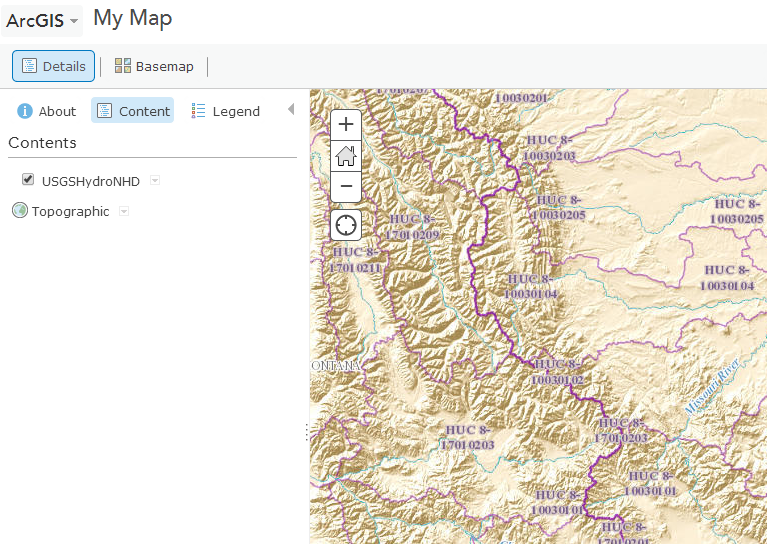 ArcGIS My Map
Details Basemap
About Content Legend
Contents
USGSHydroNHD
Topographic
10030201
HUC 8-
10030203
HUC 8-
10030205
HUC 8-
10030205
HUC 8-
17010209
HUC 8-
17010211
HUC 8-
10030104
HUC 8-
10030104
ONTANA
HUC 8-
10030102
Missouri River
HUC 8-
17010203
HUC 8-
17010203
HUC 8-
10030101
HUC 8-
10030101
HUC 8-
17010201